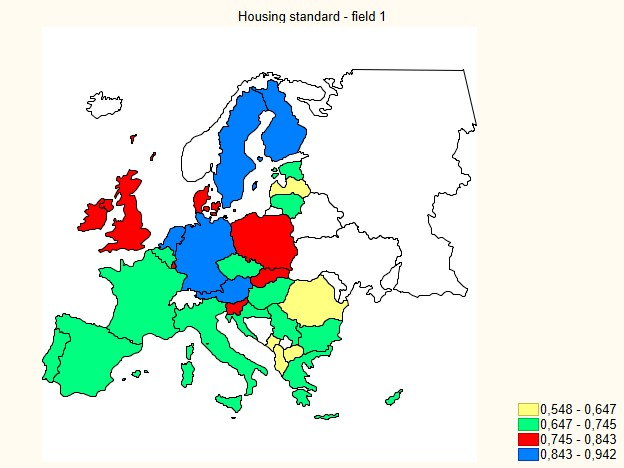 Housing standard - field 1
0,548 - 0,647
0,647 - 0,745
0,745 - 0,843
0,843 - 0,942